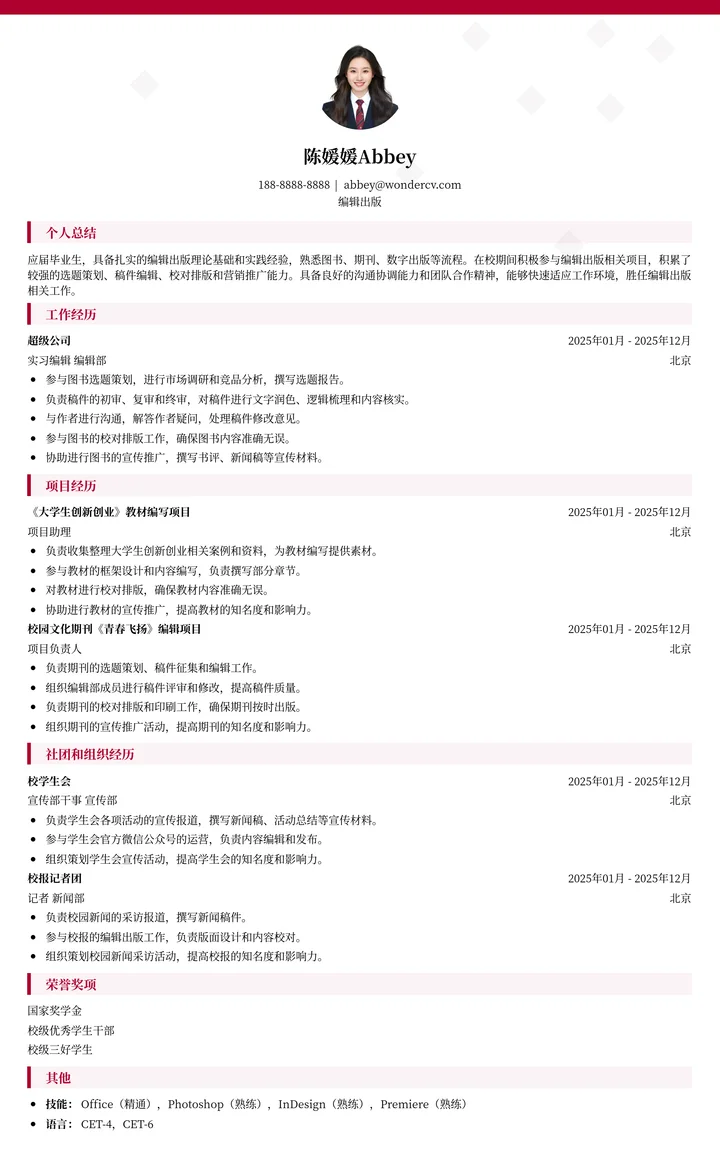 陈媛媛Abbey
188-8888-8888 | abbey@wondercv.com
编辑出版
个人总结
应届毕业生，具备扎实的编辑出版理论基础和实践经验，熟悉图书、期刊、数字出版等流程。在校期间积极参与编辑出版相关项目，积累了
较强的选题策划、稿件编辑、校对排版和营销推广能力。具备良好的沟通协调能力和团队合作精神，能够快速适应工作环境，胜任编辑出版
相关工作。
工作经历
超级公司 2025年01月 - 2025年12月
实习编辑 编辑部 北京
• 参与图书选题策划，进行市场调研和竞品分析，撰写选题报告。
• 负责稿件的初审、复审和终审，对稿件进行文字润色、逻辑梳理和内容核实。
• 与作者进行沟通，解答作者疑问，处理稿件修改意见。
• 参与图书的校对排版工作，确保图书内容准确无误。
• 协助进行图书的宣传推广，撰写书评、新闻稿等宣传材料。
项目经历
《大学生创新创业》教材编写项目 2025年01月 - 2025年12月
项目助理 北京
• 负责收集整理大学生创新创业相关案例和资料，为教材编写提供素材。
• 参与教材的框架设计和内容编写，负责撰写部分章节。
• 对教材进行校对排版，确保教材内容准确无误。
• 协助进行教材的宣传推广，提高教材的知名度和影响力。
校园文化期刊《青春飞扬》编辑项目 2025年01月 - 2025年12月
项目负责人 北京
• 负责期刊的选题策划、稿件征集和编辑工作。
• 组织编辑部成员进行稿件评审和修改，提高稿件质量。
• 负责期刊的校对排版和印刷工作，确保期刊按时出版。
• 组织期刊的宣传推广活动，提高期刊的知名度和影响力。
社团和组织经历
校学生会 2025年01月 - 2025年12月
宣传部干事 宣传部 北京
• 负责学生会各项活动的宣传报道，撰写新闻稿、活动总结等宣传材料。
• 参与学生会官方微信公众号的运营，负责内容编辑和发布。
• 组织策划学生会宣传活动，提高学生会的知名度和影响力。
校报记者团 2025年01月 - 2025年12月
记者 新闻部 北京
• 负责校园新闻的采访报道，撰写新闻稿件。
• 参与校报的编辑出版工作，负责版面设计和内容校对。
• 组织策划校园新闻采访活动，提高校报的知名度和影响力。
荣誉奖项
国家奖学金
校级优秀学生干部
校级三好学生
其他
• 技能： Office（精通）, Photoshop（熟练）, InDesign（熟练）, Premiere（熟练）
• 语言： CET-4，CET-6